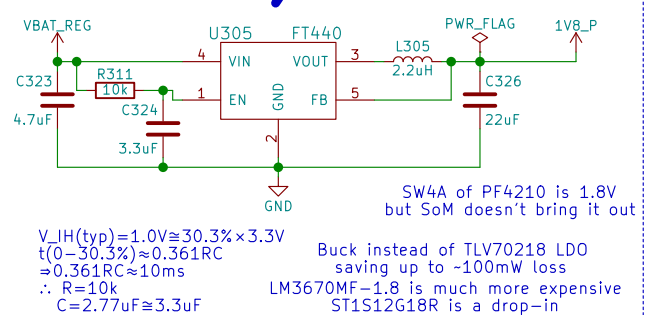 VBAT_REG
U305 FT440
PWR_FLAG
1V8_P
4 VIN VOUT 3
L305
2.2uH
C323
4.7uF
R311
10k
C324
3.3uF
1 EN FB 5
GND
2
C326
22uF
GND
SW4A of PF4210 is 1.8V
but SoM doesn't bring it out
V_IH(typ)=1.0V≅30.3%×3.3V
t(0-30.3%)≈0.361RC
⇒0.361RC≈10ms
∴ R=10k
C=2.77uF≅3.3uF
Buck instead of TLV70218 LDO
saving up to ~100mW loss
LM3670MF-1.8 is much more expensive
ST1S12G18R is a drop-in